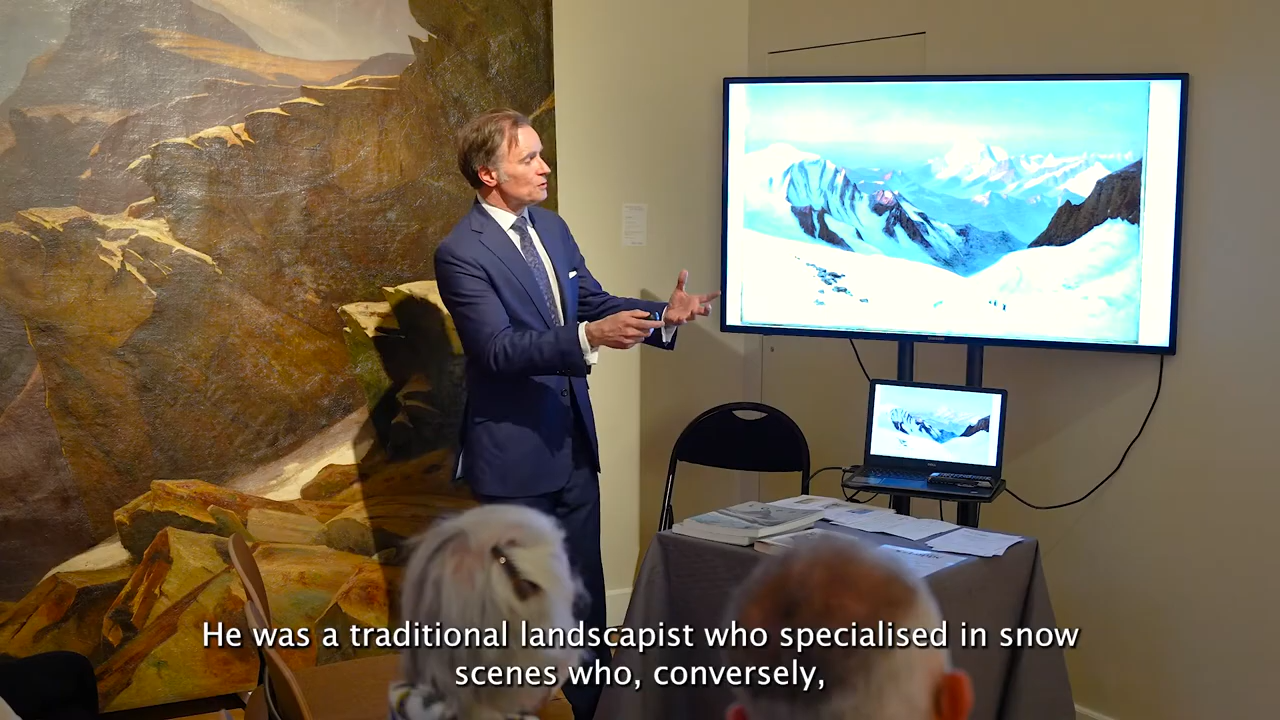 He was a traditional landscapist who specialised in snow
scenes who, conversely,